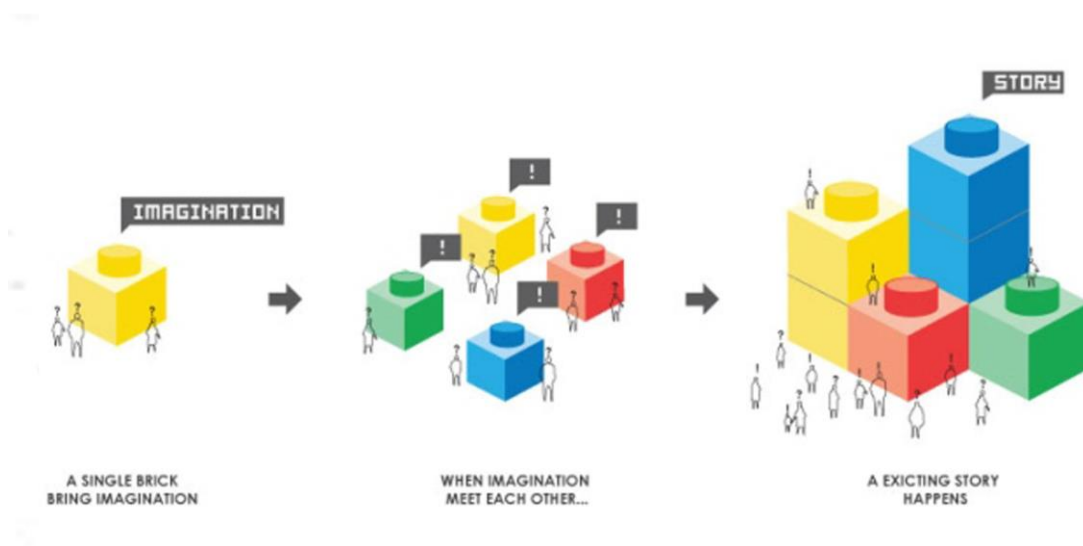 IMAGINATION
!
!
!
!
STORY
A SINGLE BRICK
BRING IMAGINATION
WHEN IMAGINATION
MEET EACH OTHER...
A EXICTING STORY
HAPPENS